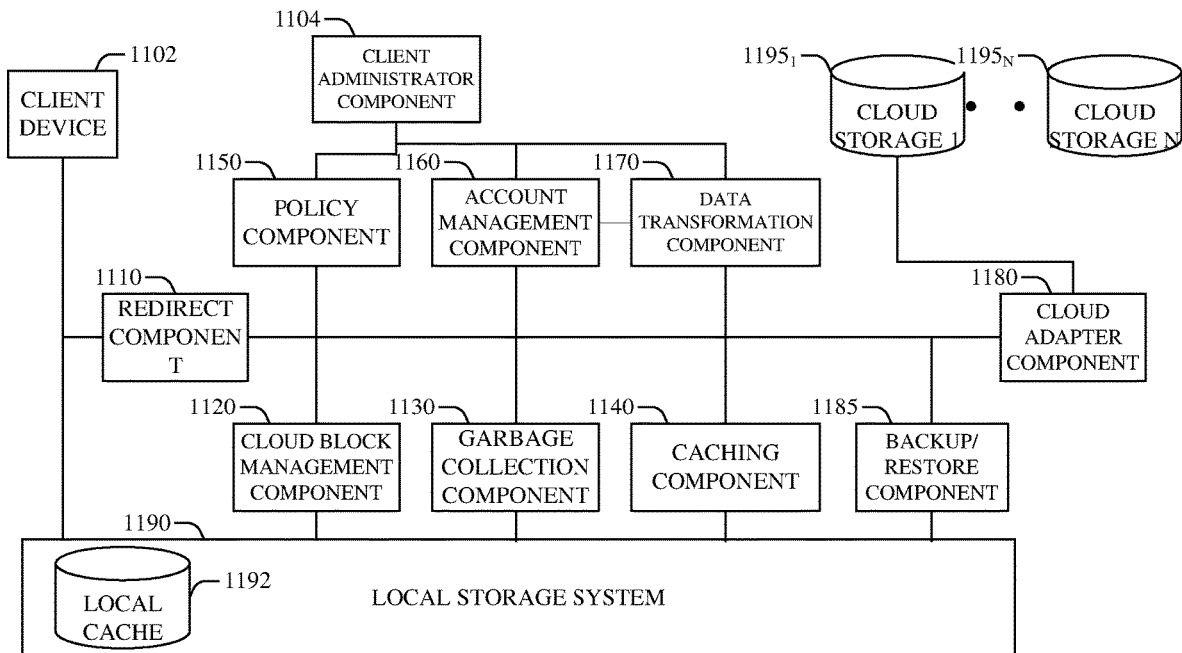 1104
1102
CLIENT
ADMINISTRATOR
COMPONENT
1195₁
1195_N
CLIENT
DEVICE
CLOUD
STORAGE 1
CLOUD
STORAGE N
1150
1160
1170
POLICY
COMPONENT
ACCOUNT
MANAGEMENT
COMPONENT
DATA
TRANSFORMATION
COMPONENT
1110
1180
REDIRECT
COMPONEN
T
CLOUD
ADAPTER
COMPONENT
1120
1130
1140
1185
CLOUD BLOCK
MANAGEMENT
COMPONENT
GARBAGE
COLLECTION
COMPONENT
CACHING
COMPONENT
BACKUP/
RESTORE
COMPONENT
1190
1192
LOCAL
CACHE
LOCAL STORAGE SYSTEM